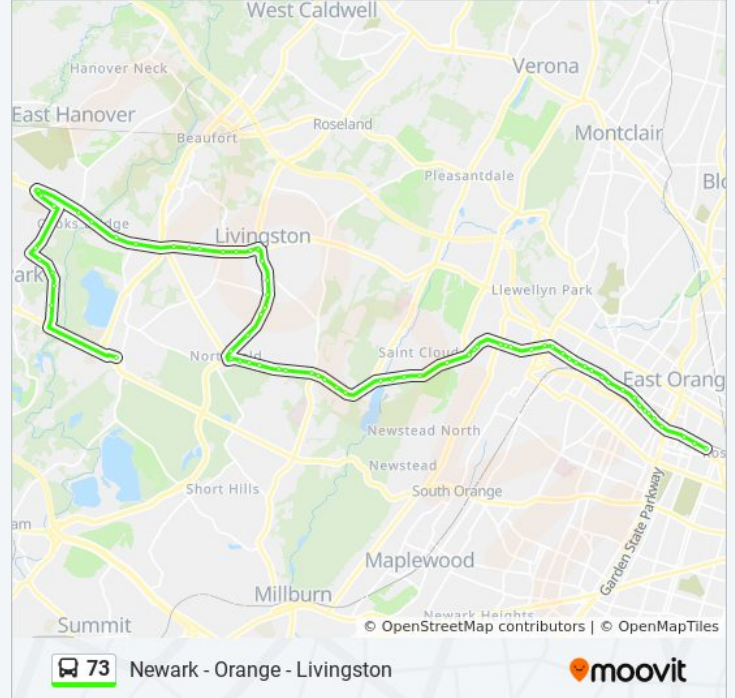 West Caldwell
Hanover Neck
Verona
East Hanover
Roseland
Beaufort
Montclair
Pleasantdale
Livingston
Llewellyn Park
Saint Cloud
East Orang
Newstead North
Newstead
South Orange
Short Hills
Garden State Parkway
Maplewood
Millburn
Newark Heights
Summit
© OpenStreetMap contributors | © OpenMapTiles
73 Newark - Orange - Livingston
moovit